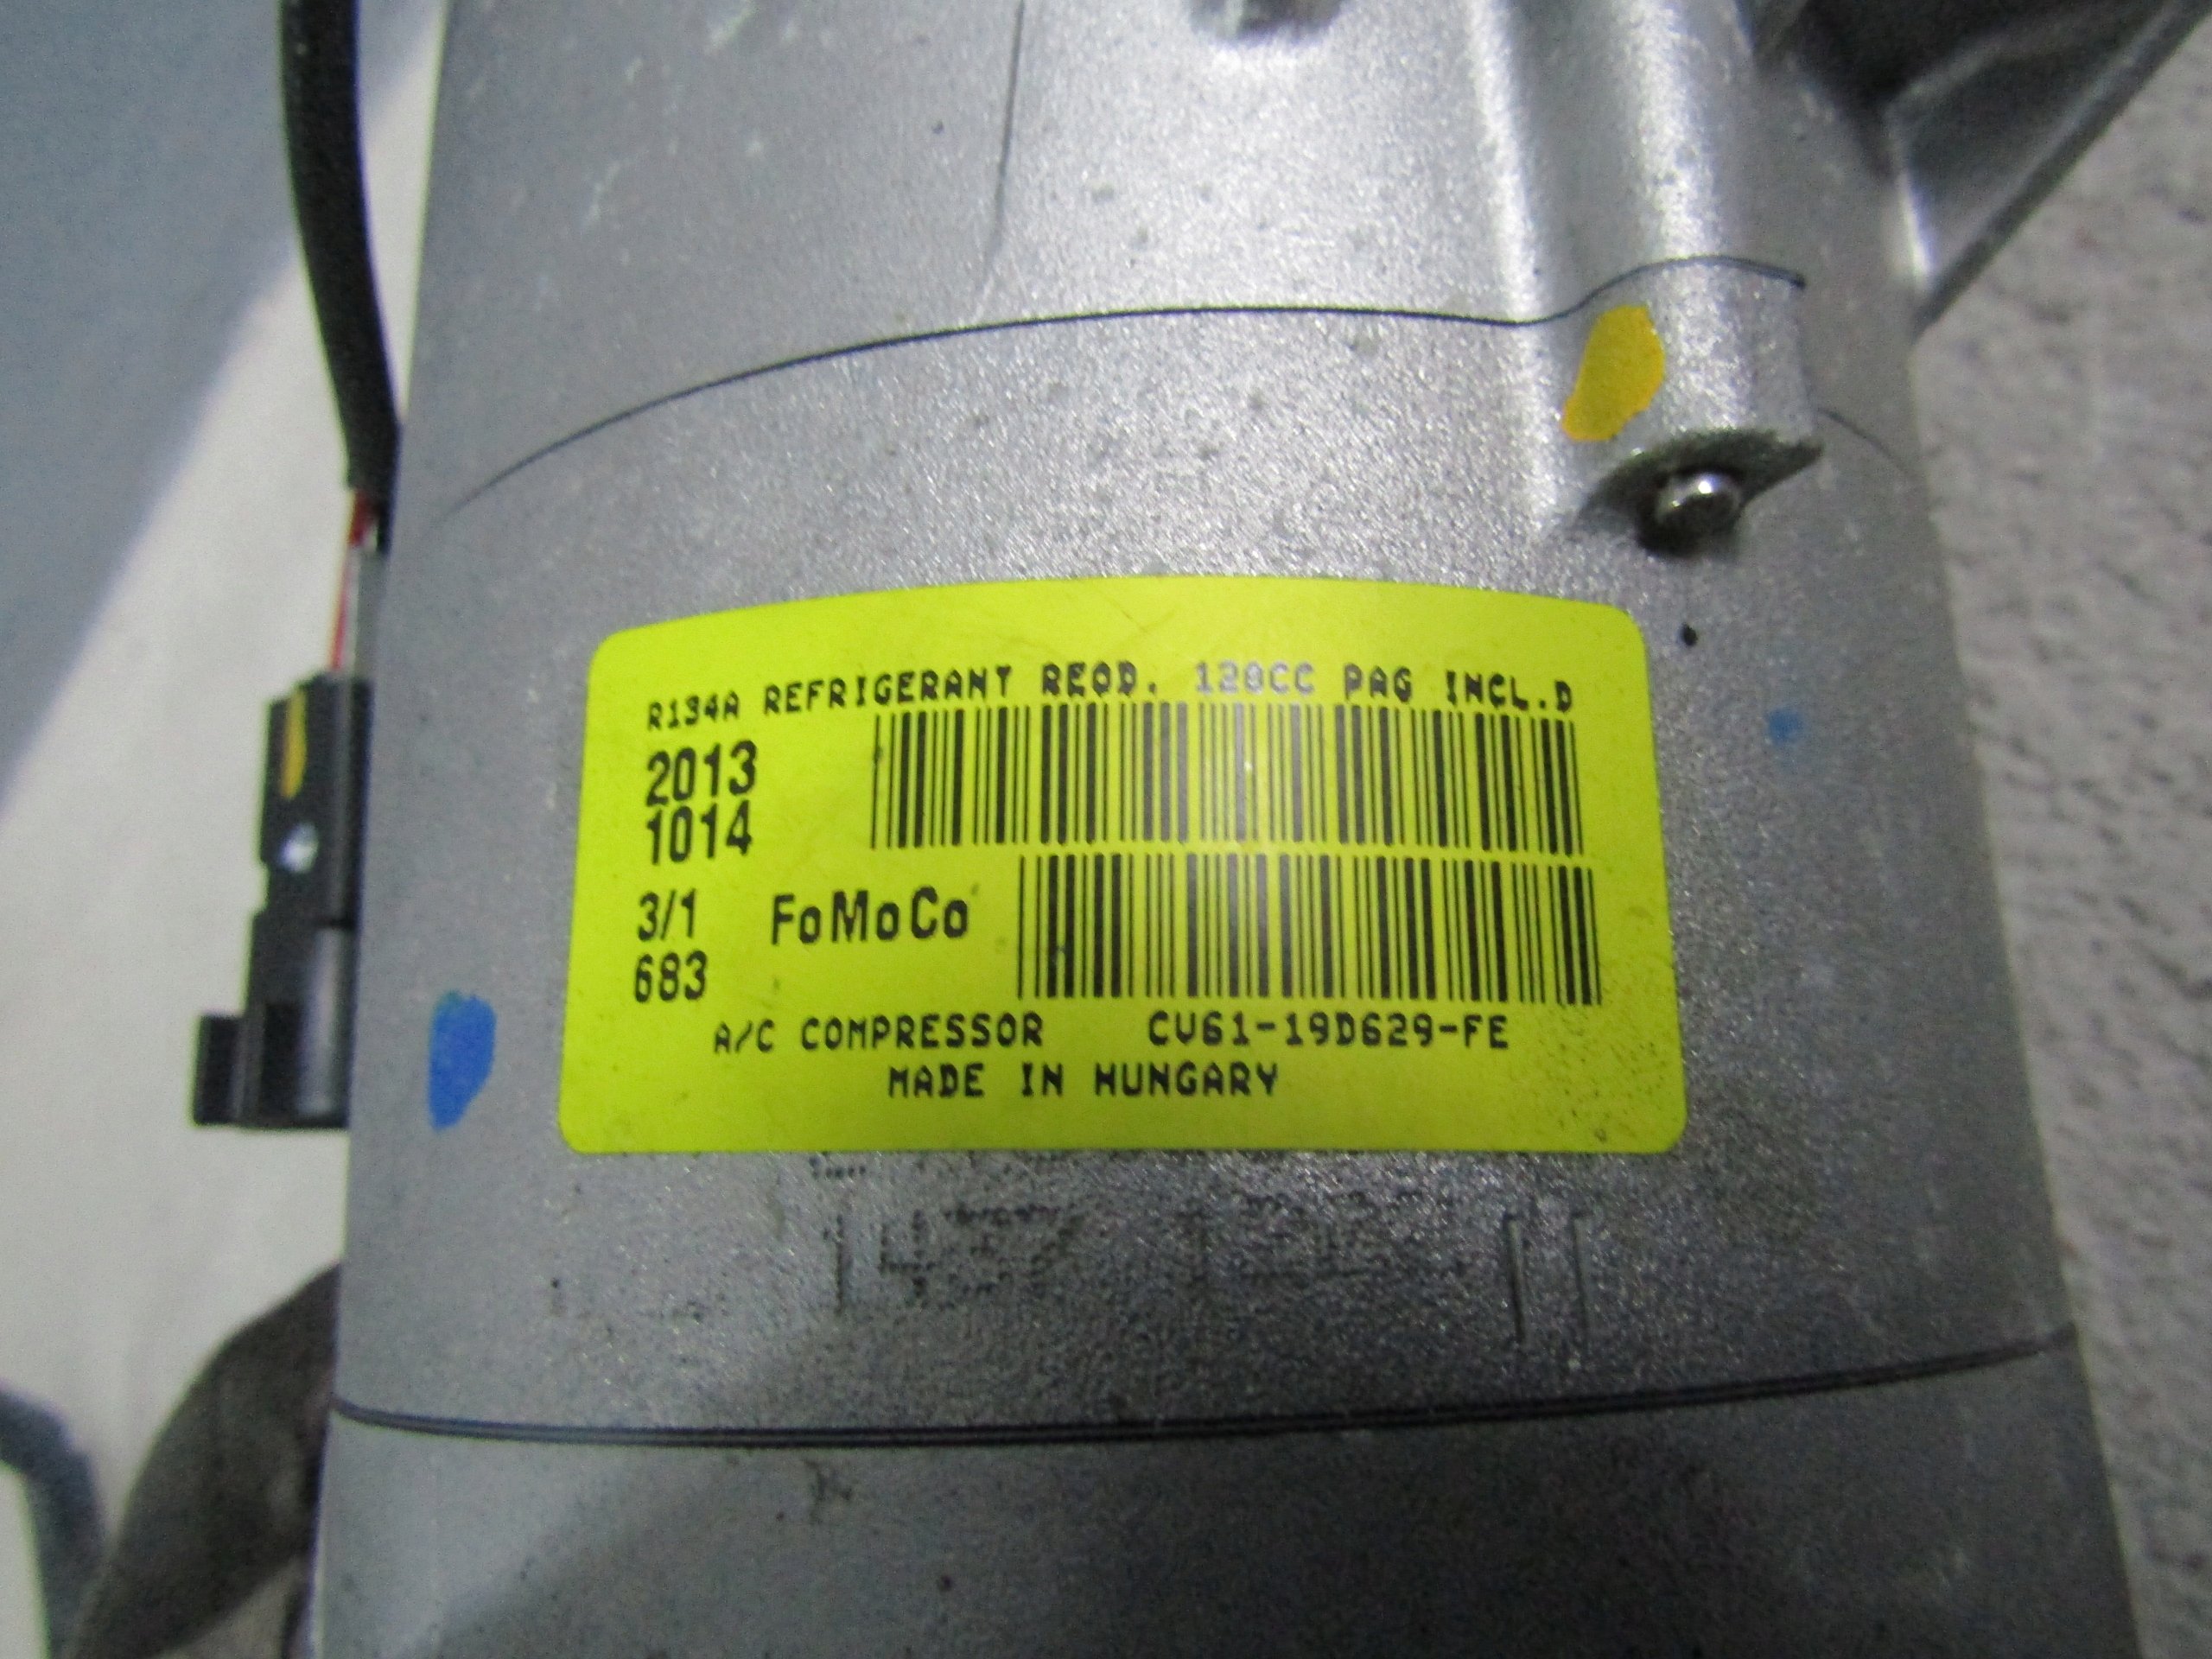 R134A REFRIGERANT REQD. 120CC PAG INCL.D
2013
1014
3/1 FoMoCo
683
A/C COMPRESSOR CV61-19D629-FE
MADE IN HUNGARY